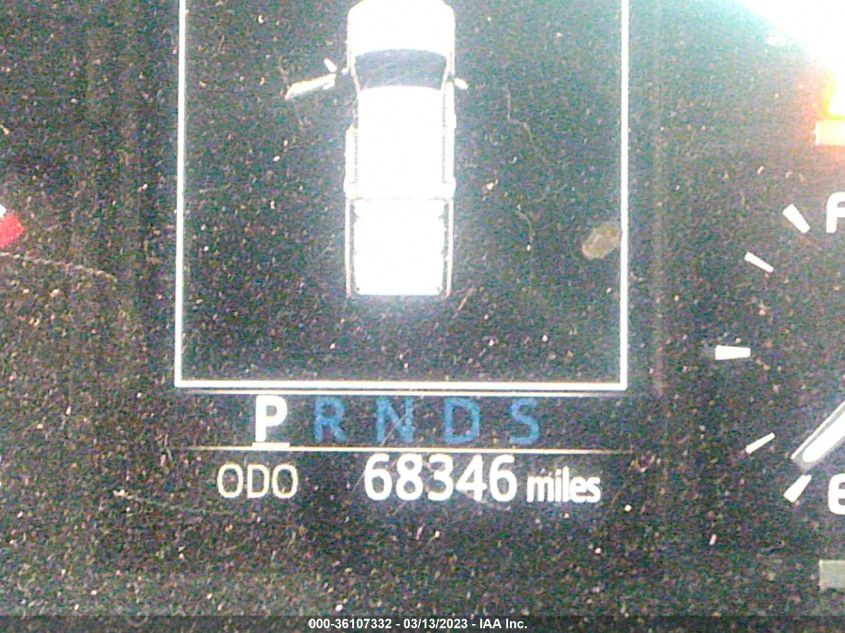 F
P R N D S
ODO 68346 miles
E
000-36107332 - 03/13/2023 - IAA Inc.